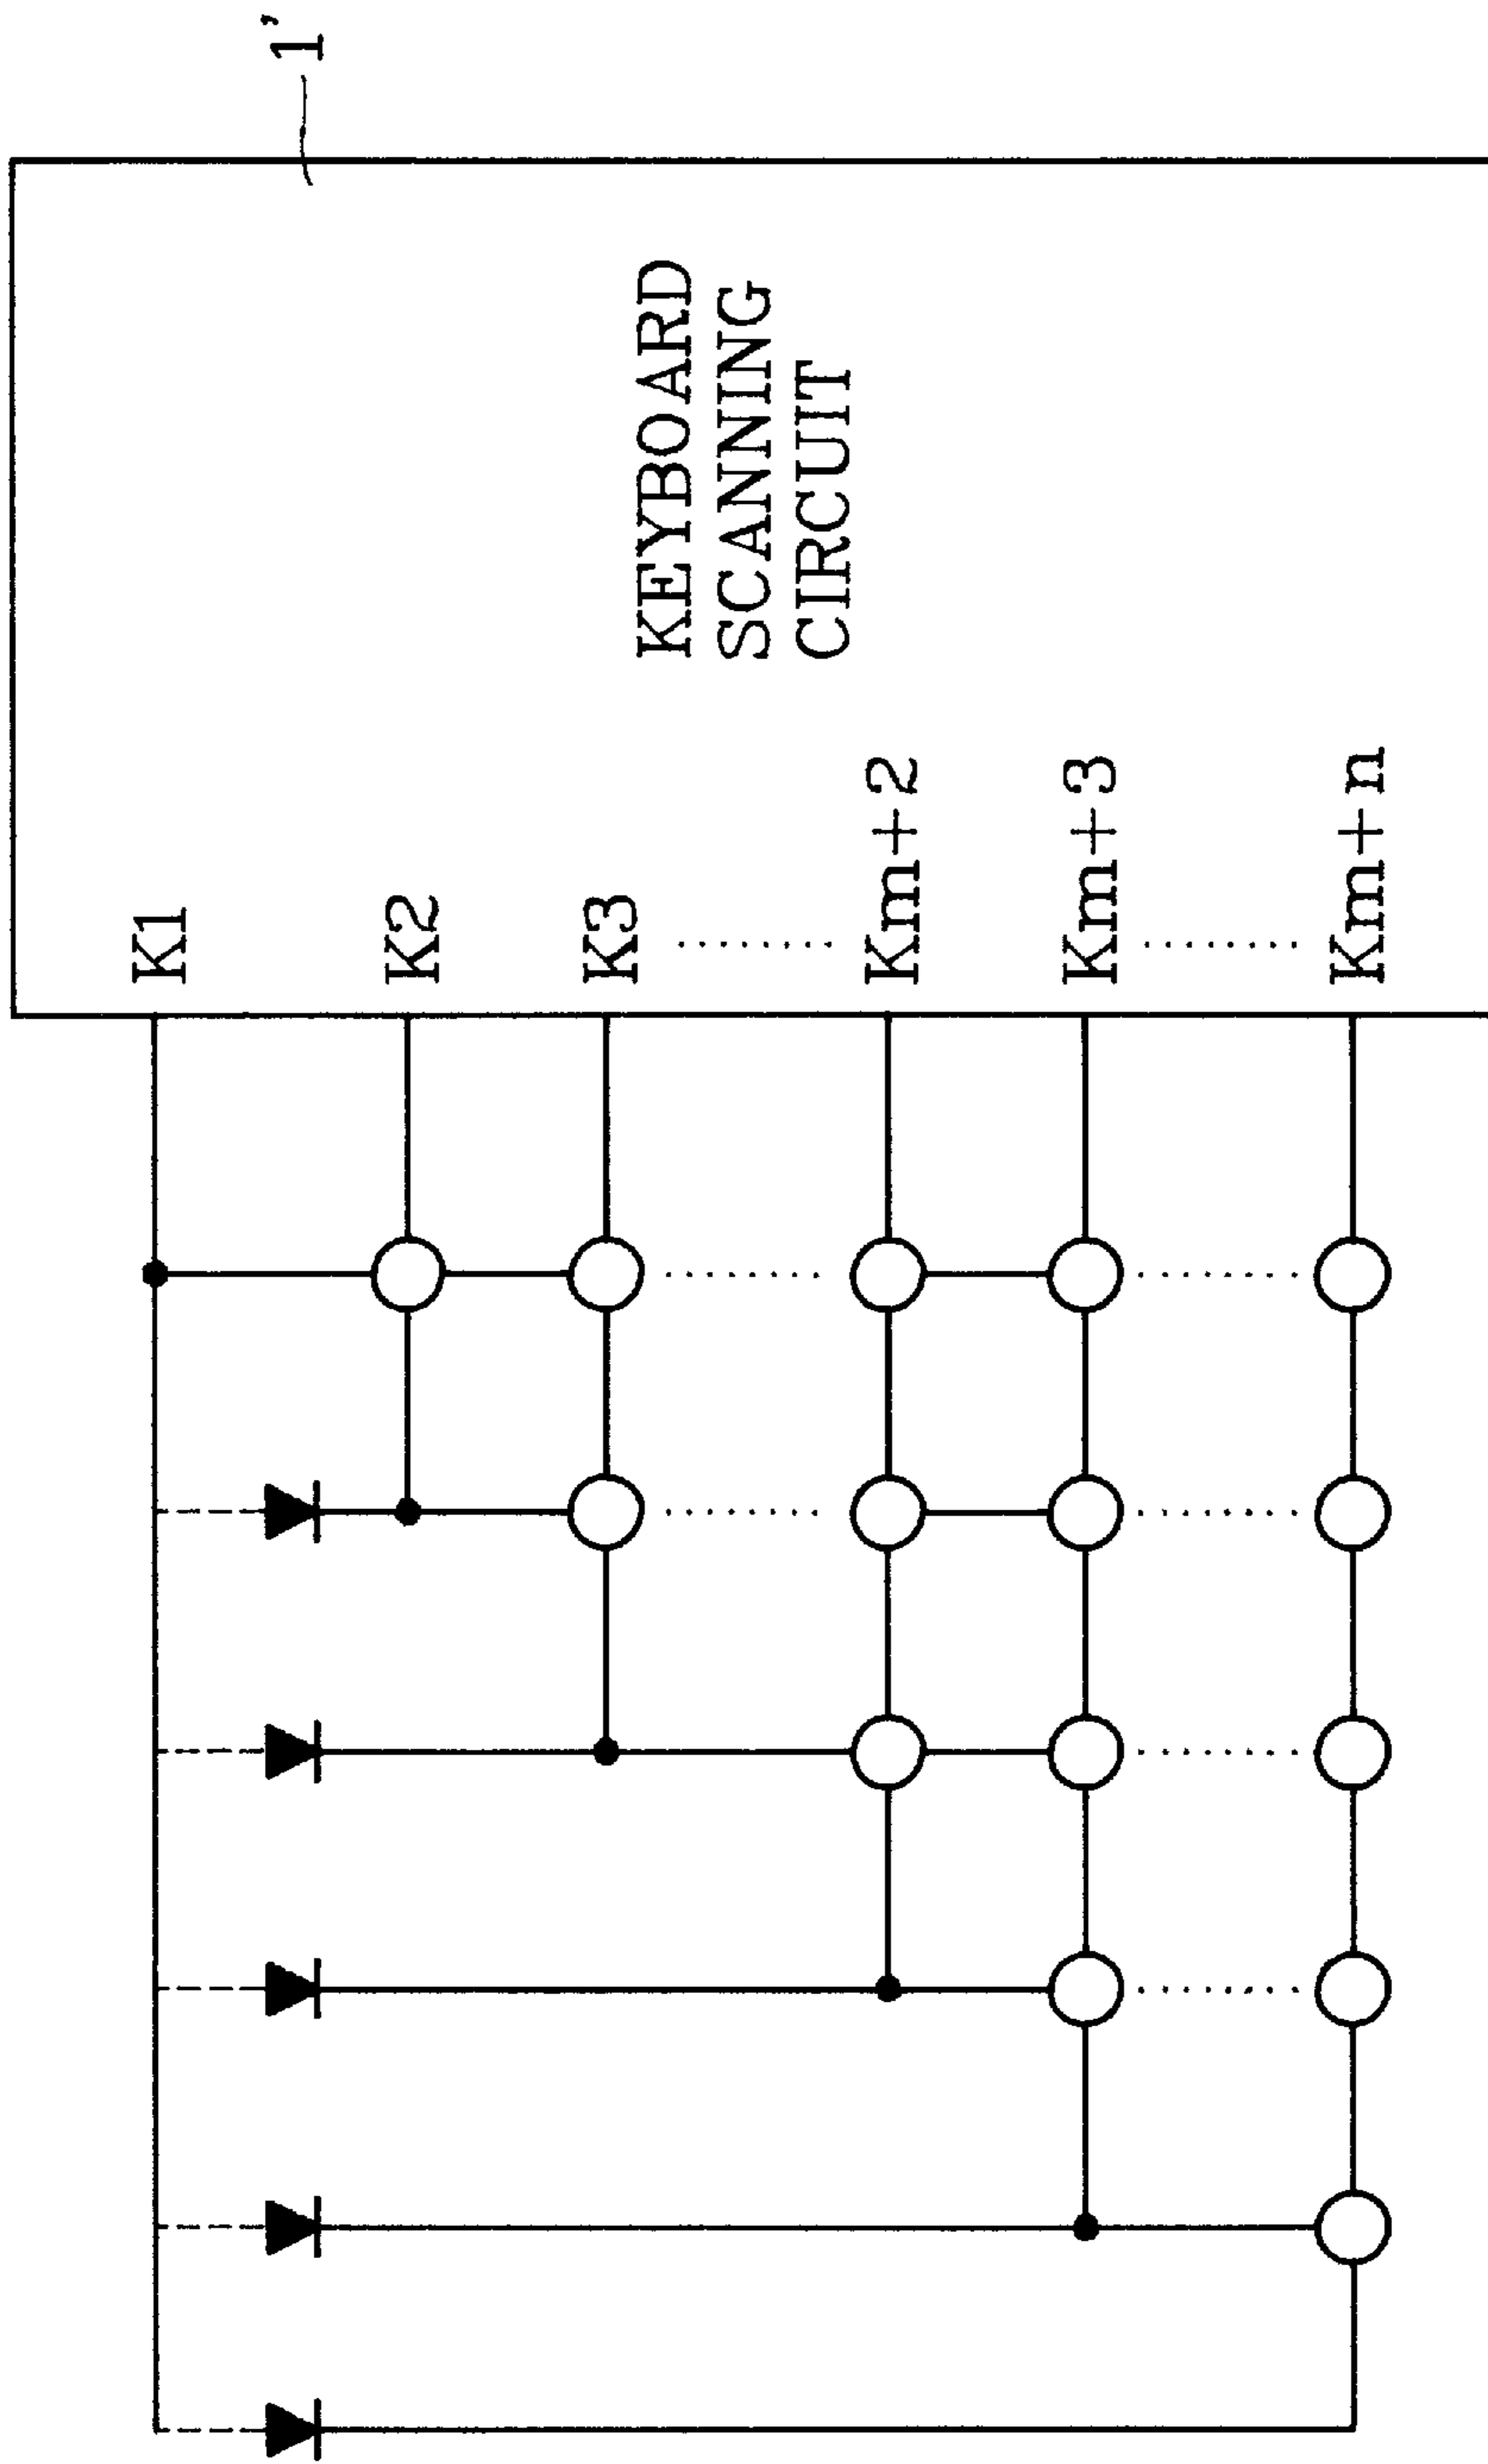 1'
KEYBOARD
SCANNING
CIRCUIT
K1
K2
K3
........
Km+2
Km+3
........
Km+n